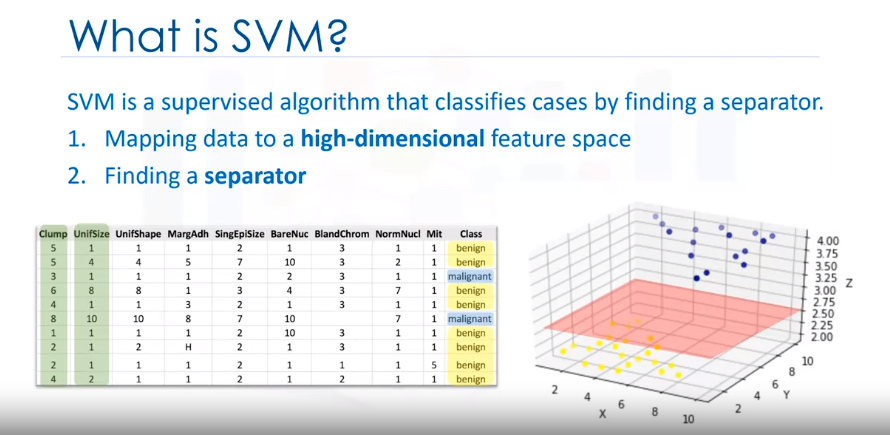 What is SVM?
SVM is a supervised algorithm that classifies cases by finding a separator.
1. Mapping data to a high-dimensional feature space
2. Finding a separator
Clump UnifSize UnifShape MargAdh SingEpiSize BareNuc BlandChrom NormNucl Mit Class
5 1 1 1 2 1 3 1 1 benign
5 4 4 5 7 10 3 2 1 benign
3 1 1 1 2 2 3 1 1 malignant
6 8 8 1 3 4 3 7 1 benign
4 1 1 3 2 1 3 1 1 benign
8 10 10 8 7 10 7 1 malignant
1 1 1 1 2 10 3 1 1 benign
2 1 2 H 2 1 3 1 1 benign
2 1 1 1 2 1 1 1 5 benign
4 2 1 1 2 1 2 1 1 benign
4.00
3.75
3.50
3.25
3.00
2.75
2.50
2.25
2.00
Z
2 4 6 8 10
X
2 4 6 8 10
Y